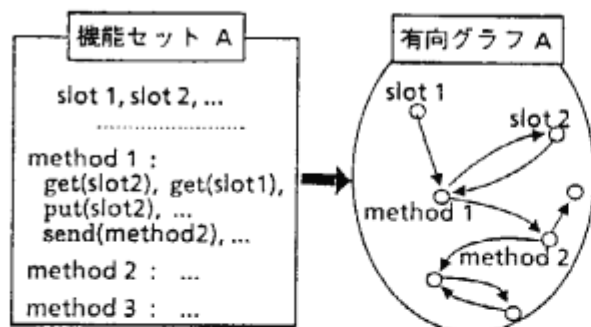 機能セット A
slot 1, slot 2, ...
method 1 :
get(slot2), get(slot1),
put(slot2), ...
send(method2), ...
method 2 : ...
method 3 : ...
有向グラフ A
slot 1
slot 2
method 1
method 2